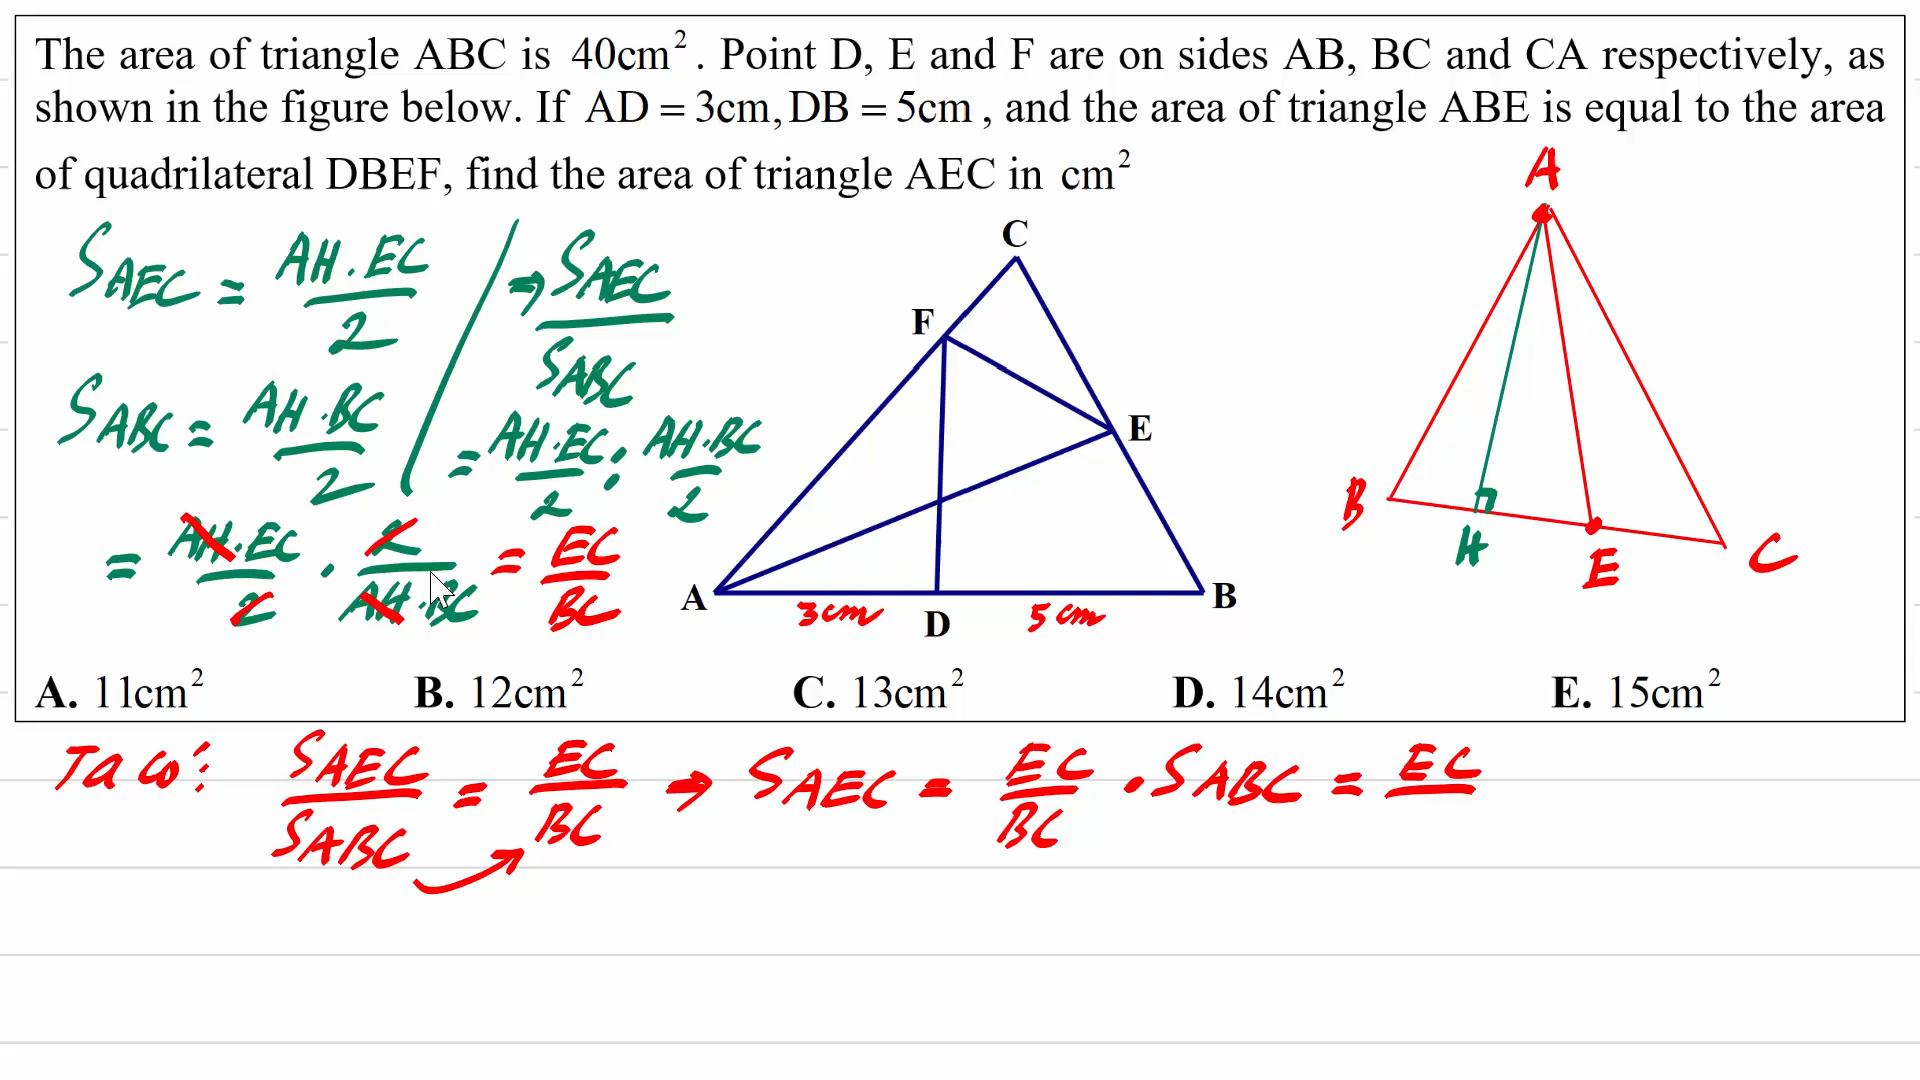 The area of triangle ABC is 40cm². Point D, E and F are on sides AB, BC and CA respectively, as
shown in the figure below. If AD = 3cm, DB = 5cm, and the area of triangle ABE is equal to the area
of quadrilateral DBEF, find the area of triangle AEC in cm²
S_AEC = AH.EC / 2
S_ABC = AH.BC / 2
⇒ S_AEC / S_ABC
= AH.EC / 2 : AH.BC / 2
= AH.EC / 2 . 2 / AH.BC = EC / BC
C
F
E
A
B
D
3cm
5cm
A
B
H
E
C
A. 11cm²
B. 12cm²
C. 13cm²
D. 14cm²
E. 15cm²
Ta có: S_AEC / S_ABC = EC / BC ⇒ S_AEC = EC / BC . S_ABC = EC